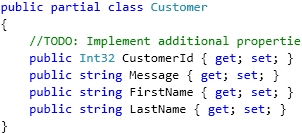 public partial class Customer
{
//TODO: Implement additional propertie
public Int32 CustomerId { get; set; }
public string Message { get; set; }
public string FirstName { get; set; }
public string LastName { get; set; }
}